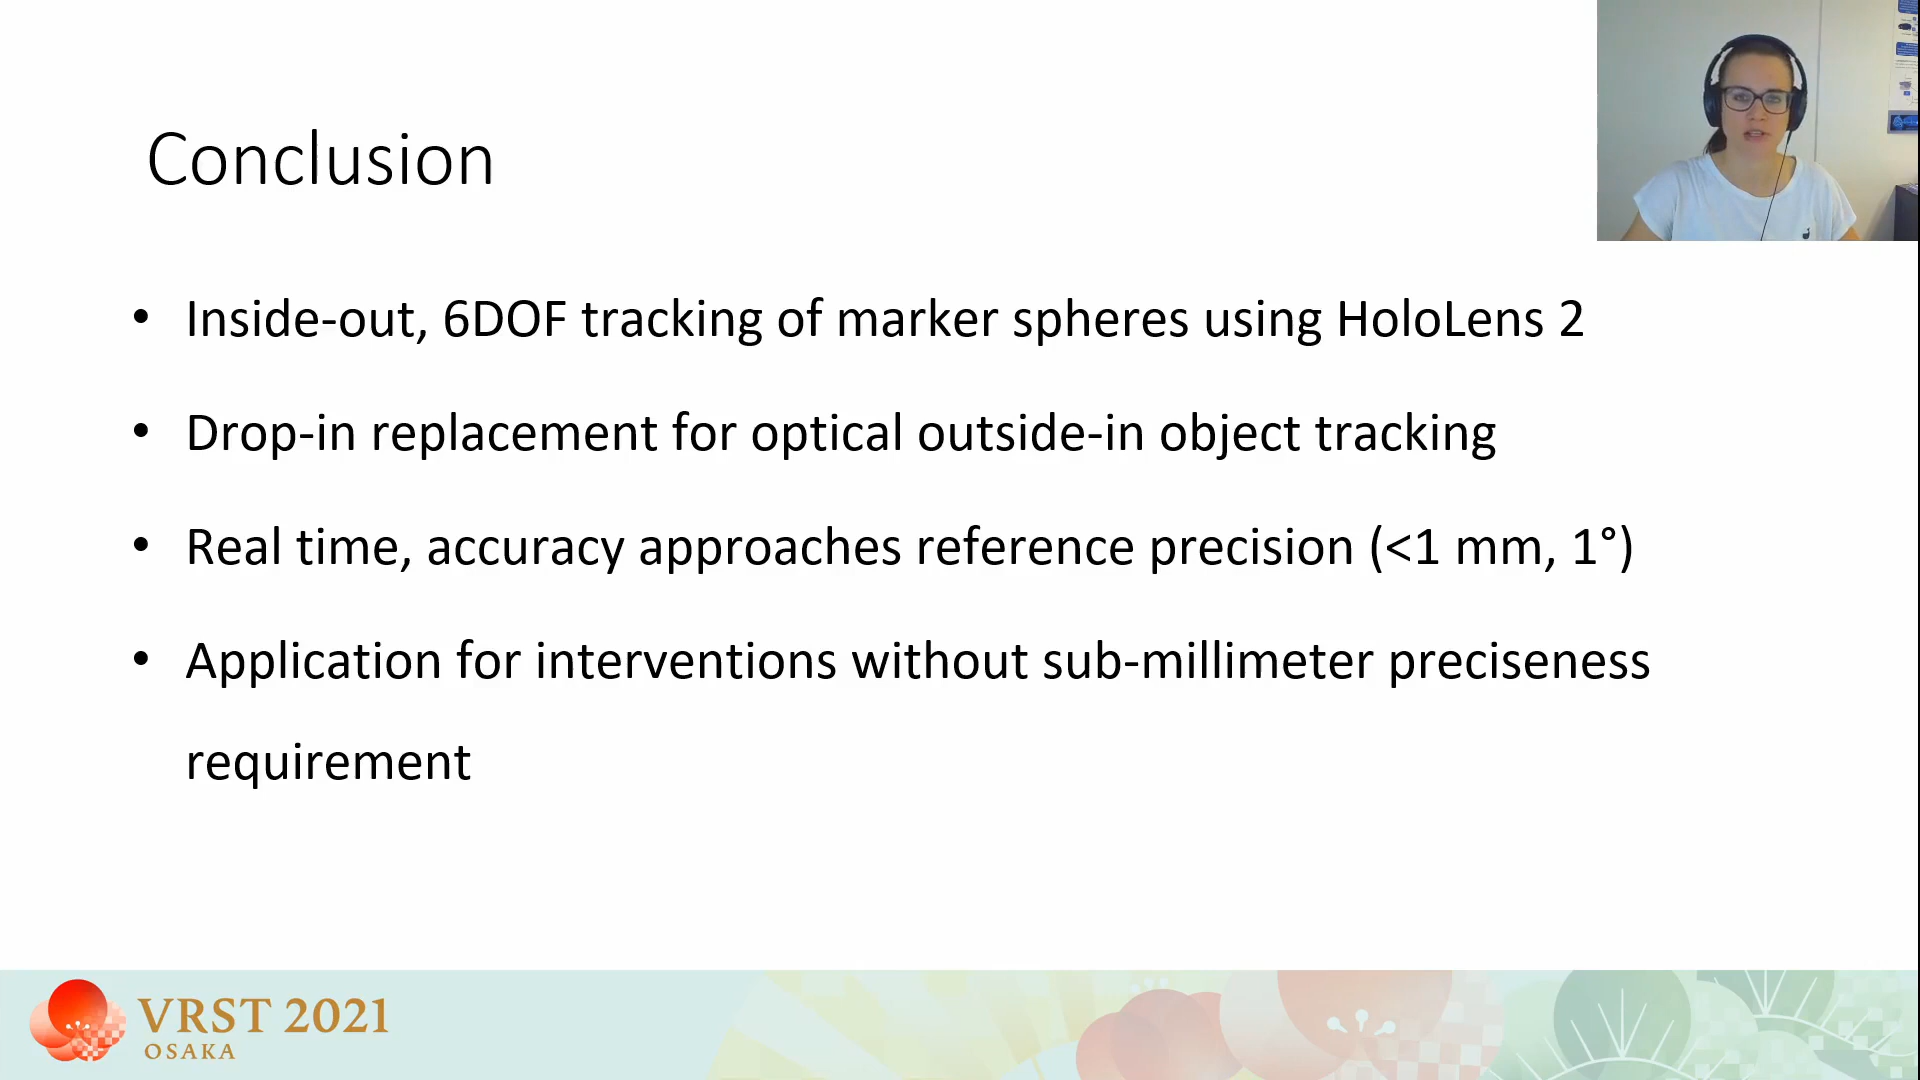 Conclusion
• Inside-out, 6DOF tracking of marker spheres using HoloLens 2
• Drop-in replacement for optical outside-in object tracking
• Real time, accuracy approaches reference precision (<1 mm, 1°)
• Application for interventions without sub-millimeter preciseness
requirement
VRST 2021
OSAKA